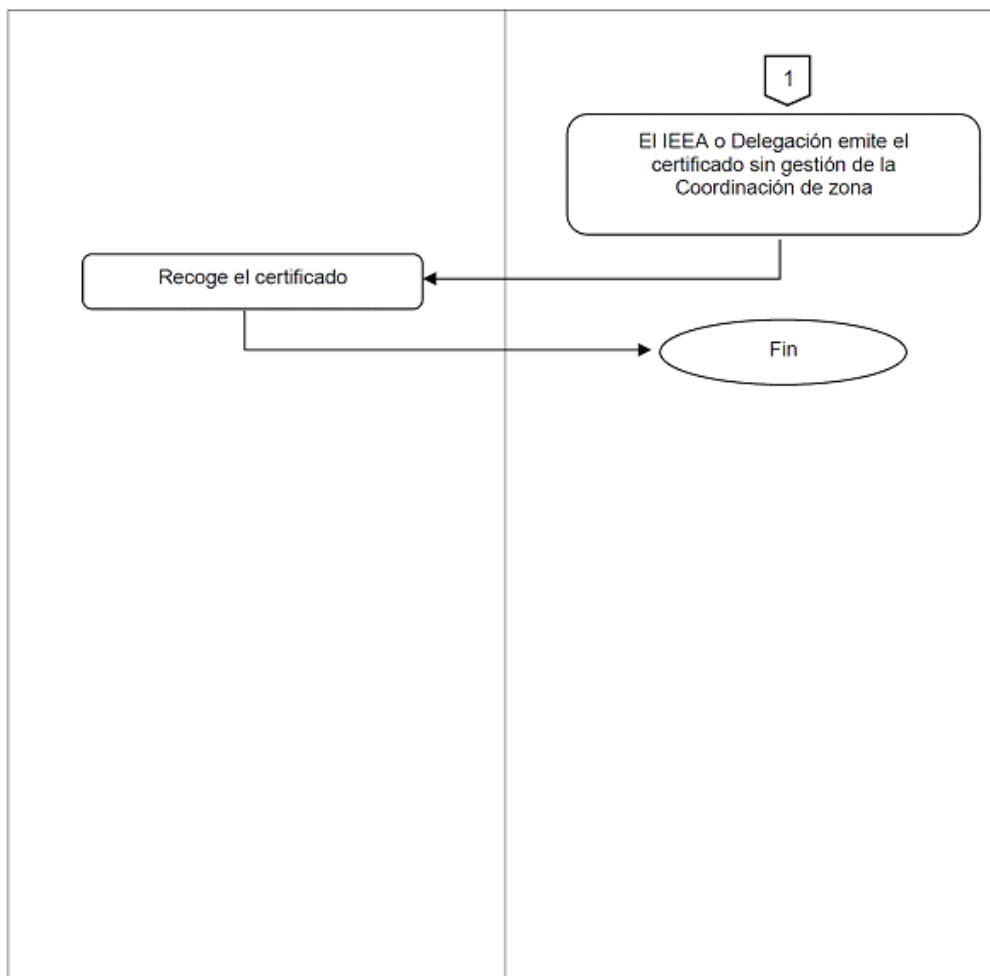 1
El IEEA o Delegación emite el
certificado sin gestión de la
Coordinación de zona
Recoge el certificado
Fin